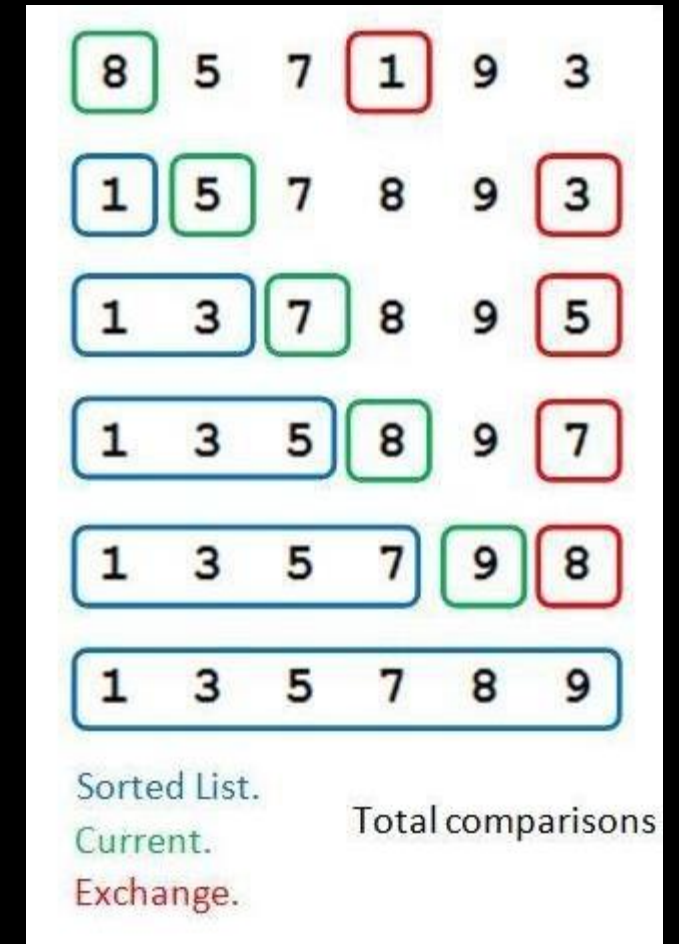 8 5 7 1 9 3
1 5 7 8 9 3
1 3 7 8 9 5
1 3 5 8 9 7
1 3 5 7 9 8
1 3 5 7 8 9
Sorted List.
Total comparisons
Current.
Exchange.